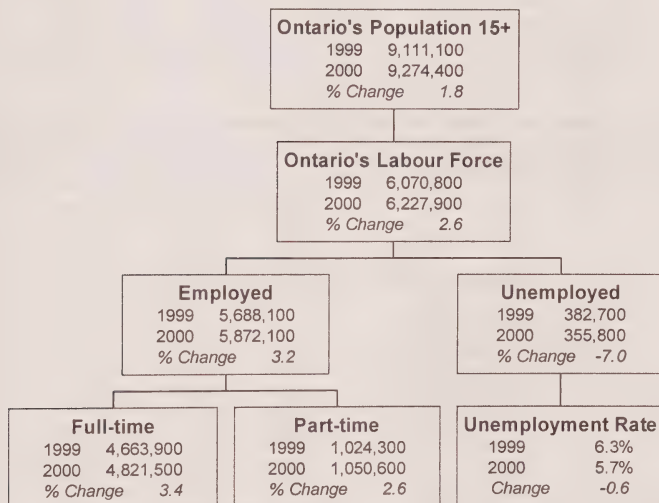 Ontario's Population 15+
1999 9,111,100
2000 9,274,400
% Change 1.8
Ontario's Labour Force
1999 6,070,800
2000 6,227,900
% Change 2.6
Employed
1999 5,688,100
2000 5,872,100
% Change 3.2
Unemployed
1999 382,700
2000 355,800
% Change -7.0
Full-time
1999 4,663,900
2000 4,821,500
% Change 3.4
Part-time
1999 1,024,300
2000 1,050,600
% Change 2.6
Unemployment Rate
1999 6.3%
2000 5.7%
Change -0.6